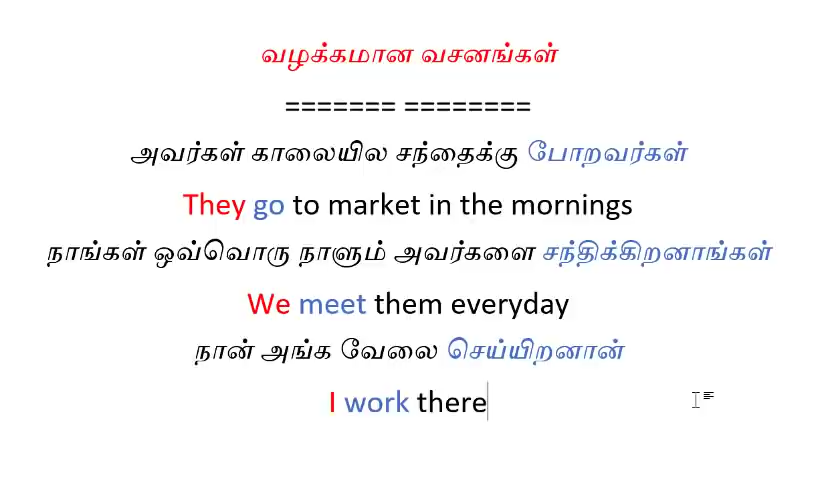 வழக்கமான வசனங்கள்
======= ========
அவர்கள் காலையில சந்தைக்கு போறவர்கள்
They go to market in the mornings
நாங்கள் ஒவ்வொரு நாளும் அவர்களை சந்திக்கிறனாங்கள்
We meet them everyday
நான் அங்க வேலை செய்யிறனான்
I work there